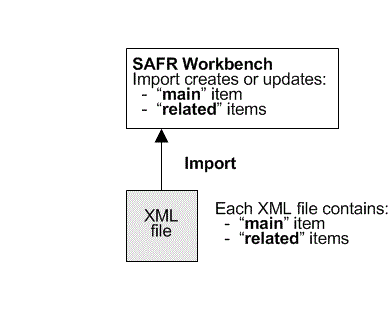 SAFR Workbench
Import creates or updates:
- “main” item
- “related” items
Import
XML
file
Each XML file contains:
- “main” item
- “related” items